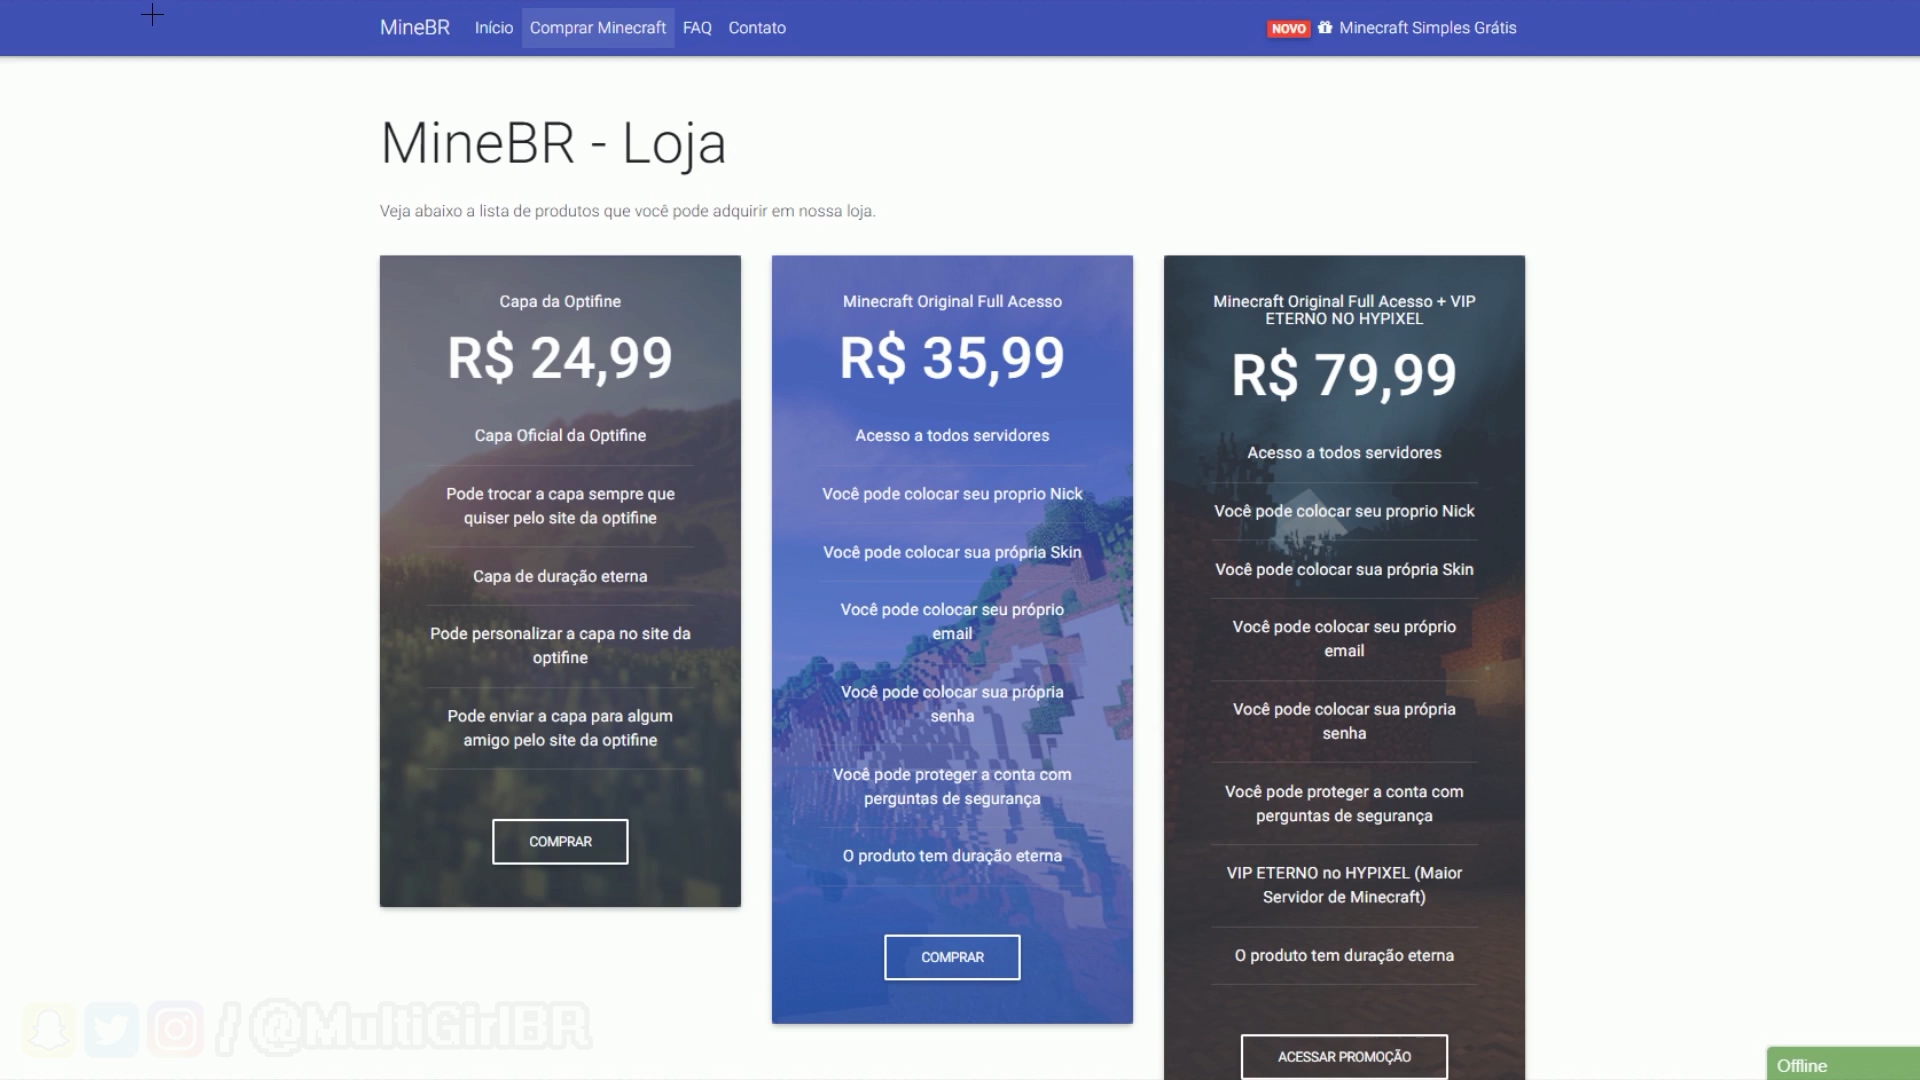 MineBR Início Comprar Minecraft FAQ Contato NOVO Minecraft Simples Grátis
MineBR - Loja
Veja abaixo a lista de produtos que você pode adquirir em nossa loja.
Capa da Optifine
R$ 24,99
Capa Oficial da Optifine
Pode trocar a capa sempre que
quiser pelo site da optifine
Capa de duração eterna
Pode personalizar a capa no site da
optifine
Pode enviar a capa para algum
amigo pelo site da optifine
COMPRAR
Minecraft Original Full Acesso
R$ 35,99
Acesso a todos servidores
Você pode colocar seu proprio Nick
Você pode colocar sua própria Skin
Você pode colocar seu próprio
email
Você pode colocar sua própria
senha
Você pode proteger a conta com
perguntas de segurança
O produto tem duração eterna
COMPRAR
Minecraft Original Full Acesso + VIP
ETERNO NO HYPIXEL
R$ 79,99
Acesso a todos servidores
Você pode colocar seu proprio Nick
Você pode colocar sua própria Skin
Você pode colocar seu próprio
email
Você pode colocar sua própria
senha
Você pode proteger a conta com
perguntas de segurança
VIP ETERNO no HYPIXEL (Maior
Servidor de Minecraft)
O produto tem duração eterna
ACESSAR PROMOÇÃO
/ @MultiGirlBR
Offline